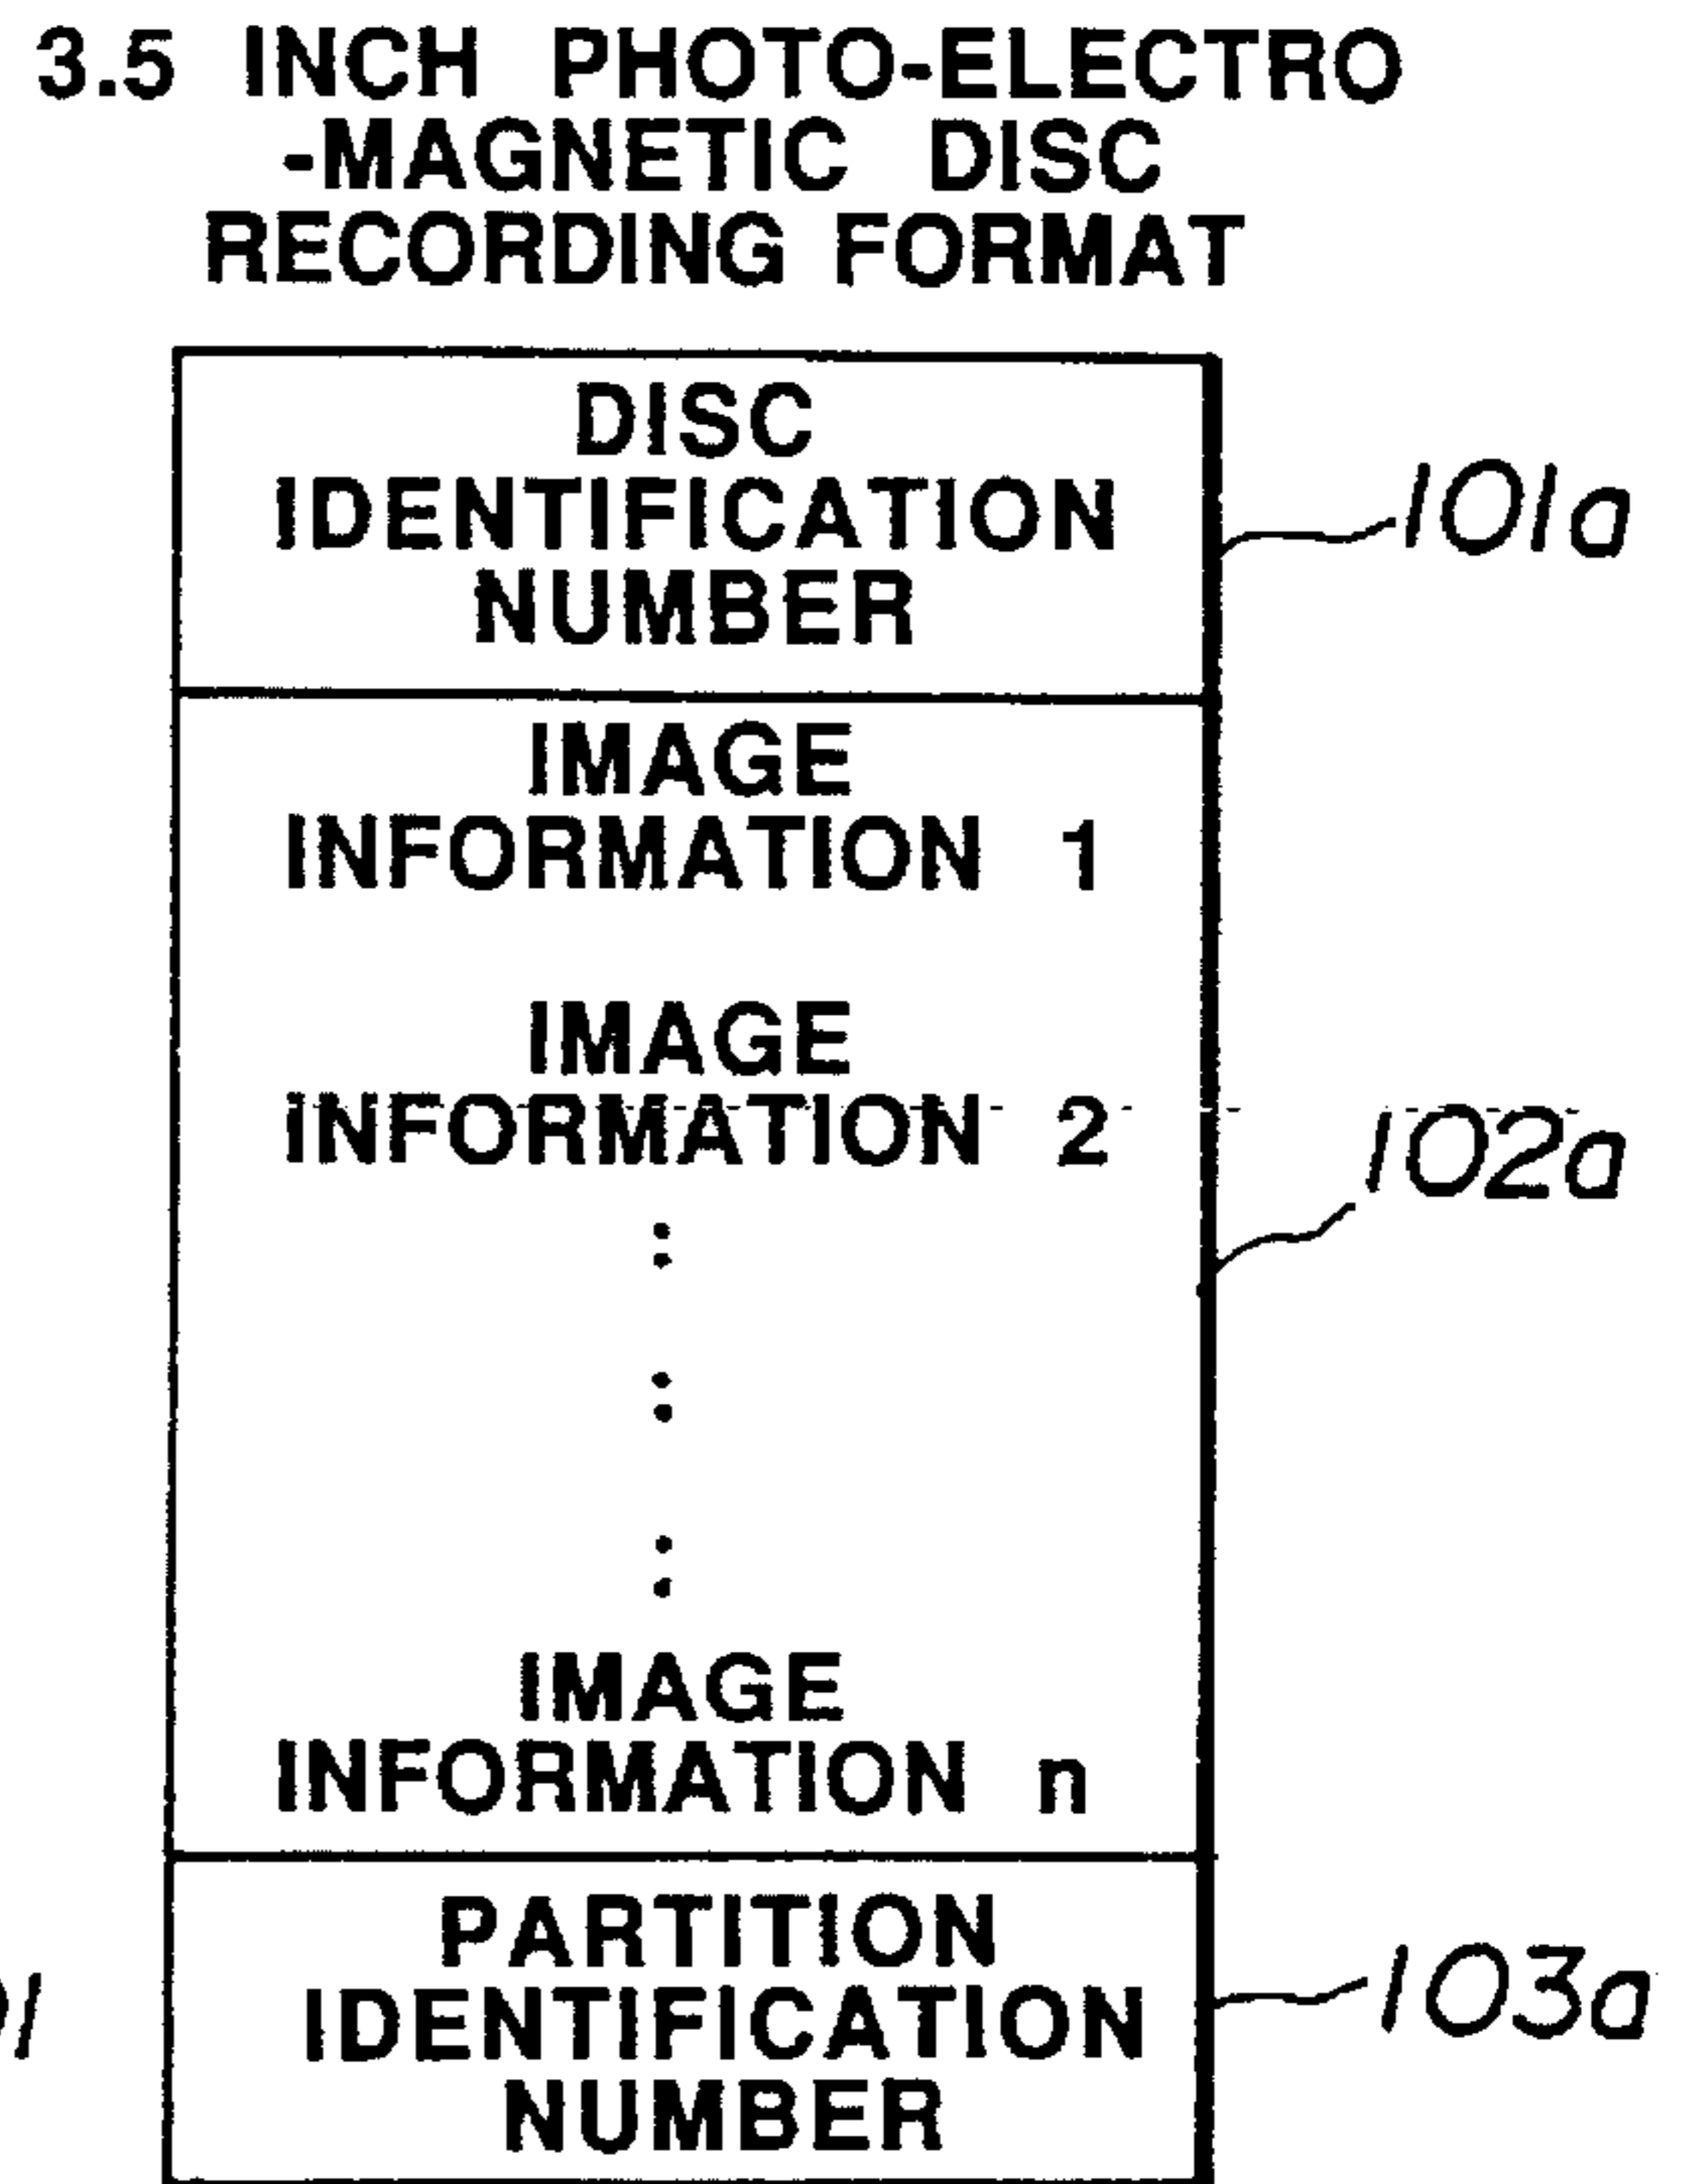 3.5 INCH PHOTO-ELECTRO
-MAGNETIC DISC
RECORDING FORMAT
DISC
IDENTIFICATION
NUMBER
101a
IMAGE
INFORMATION 1
IMAGE
INFORMATION 2
102a
IMAGE
INFORMATION n
PARTITION
IDENTIFICATION
NUMBER
103a